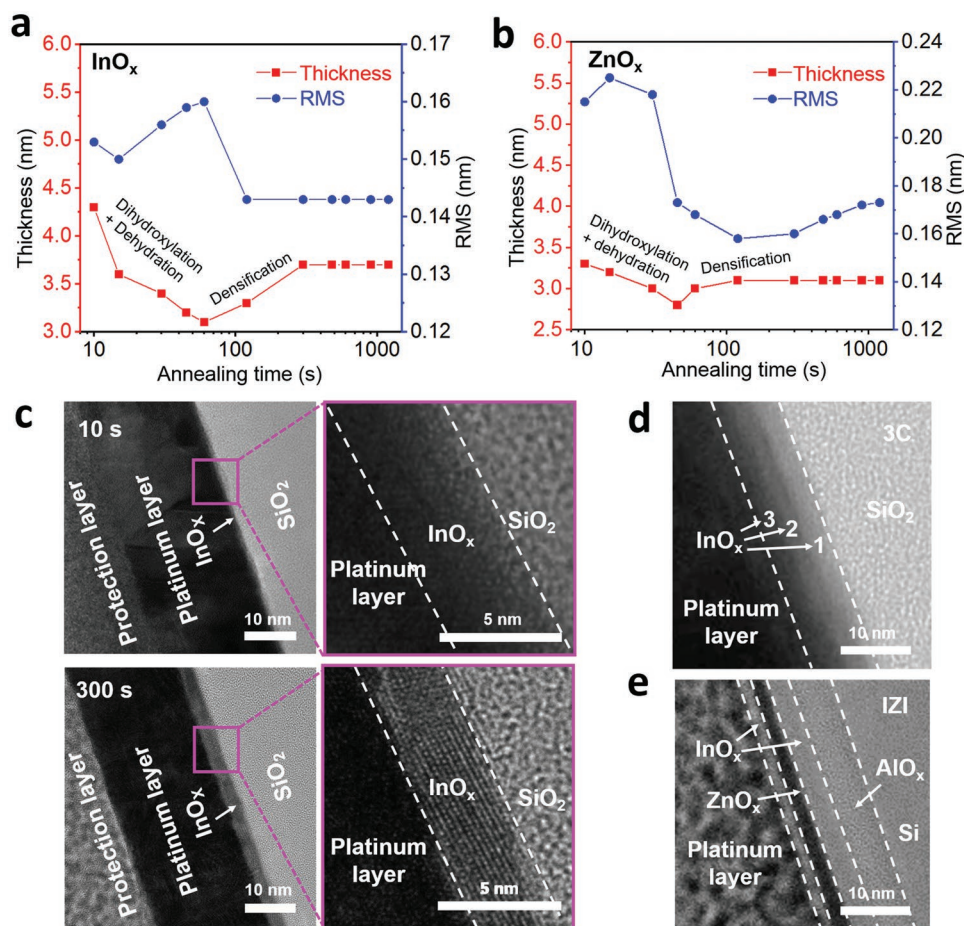 a
InOₓ
Thickness
RMS
Thickness (nm)
6.0
5.5
5.0
4.5
4.0
3.5
3.0
RMS (nm)
0.17
0.16
0.15
0.14
0.13
0.12
Dihydroxylation
+ Dehydration
Densification
10
100
1000
Annealing time (s)
b
ZnOₓ
Thickness
RMS
Thickness (nm)
6.0
5.5
5.0
4.5
4.0
3.5
3.0
2.5
RMS (nm)
0.24
0.22
0.20
0.18
0.16
0.14
0.12
Dihydroxylation
+ dehydration
Densification
10
100
1000
Annealing time (s)
c
10 s
Protection layer
Platinum layer
InOₓ
SiO₂
10 nm
InOₓ
SiO₂
Platinum
layer
5 nm
300 s
Protection layer
Platinum layer
InOₓ
SiO₂
10 nm
InOₓ
SiO₂
Platinum
layer
5 nm
d
3C
SiO₂
InOₓ
3
2
1
Platinum
layer
10 nm
e
IZI
InOₓ
AlOₓ
ZnOₓ
Si
Platinum
layer
10 nm